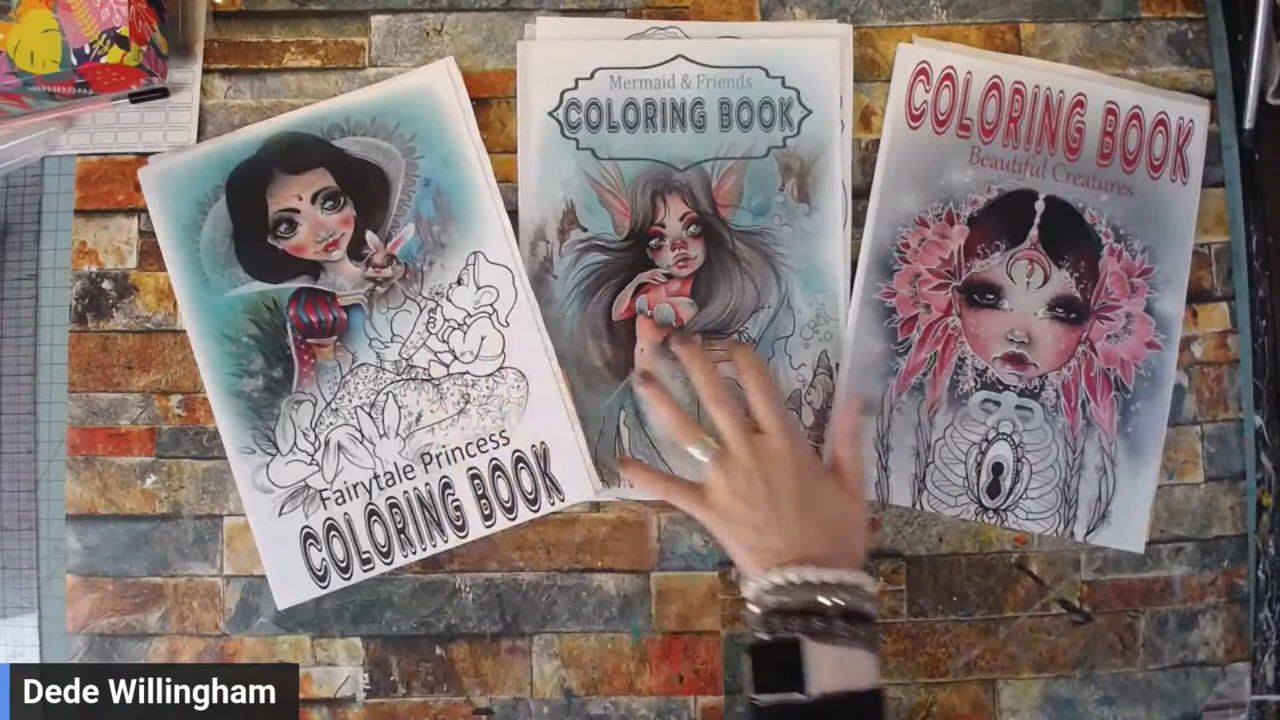 Fairytale Princess
COLORING BOOK
Mermaid & Friends
COLORING BOOK
COLORING BOOK
Beautiful Creatures
Dede Willingham